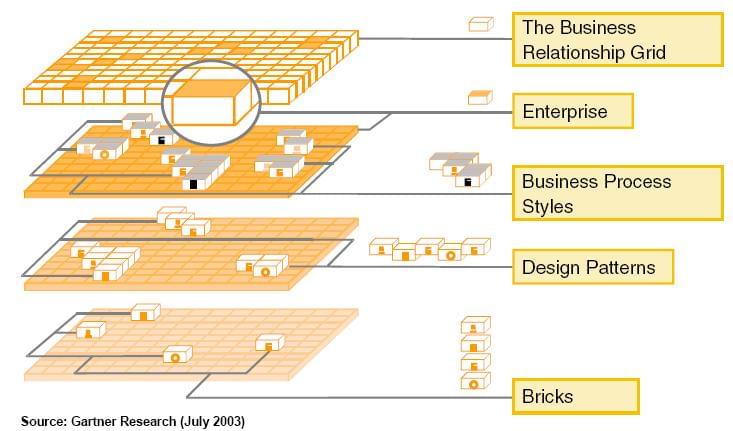 The Business
Relationship Grid
Enterprise
Business Process
Styles
Design Patterns
Bricks
Source: Gartner Research (July 2003)